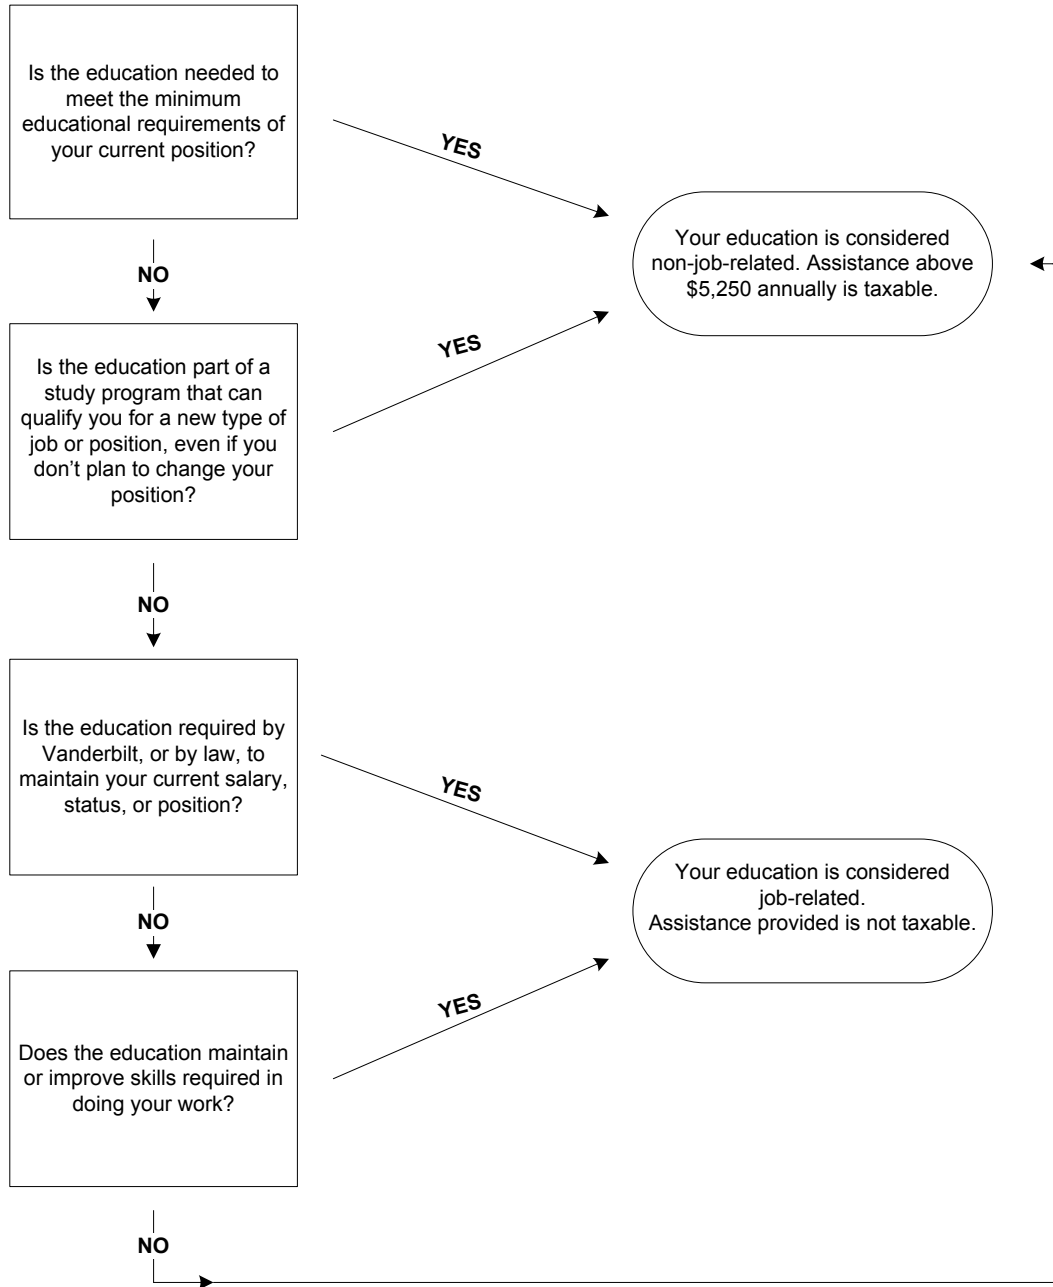 Is the education needed to
meet the minimum
educational requirements of
your current position?
YES
Your education is considered
non-job-related. Assistance above
$5,250 annually is taxable.
NO
Is the education part of a
study program that can
qualify you for a new type of
job or position, even if you
don’t plan to change your
position?
YES
NO
Is the education required by
Vanderbilt, or by law, to
maintain your current salary,
status, or position?
YES
Your education is considered
job-related.
Assistance provided is not taxable.
NO
Does the education maintain
or improve skills required in
doing your work?
YES
NO